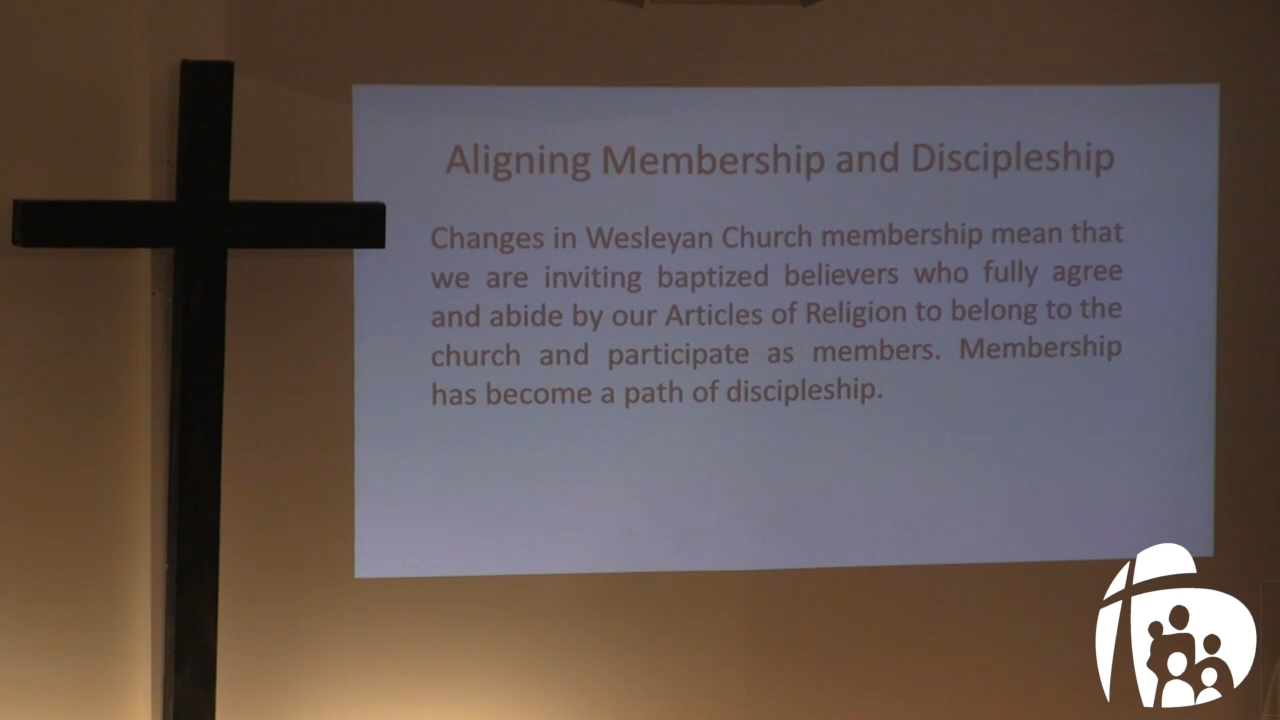 Aligning Membership and Discipleship
Changes in Wesleyan Church membership mean that
we are inviting baptized believers who fully agree
and abide by our Articles of Religion to belong to the
church and participate as members. Membership
has become a path of discipleship.